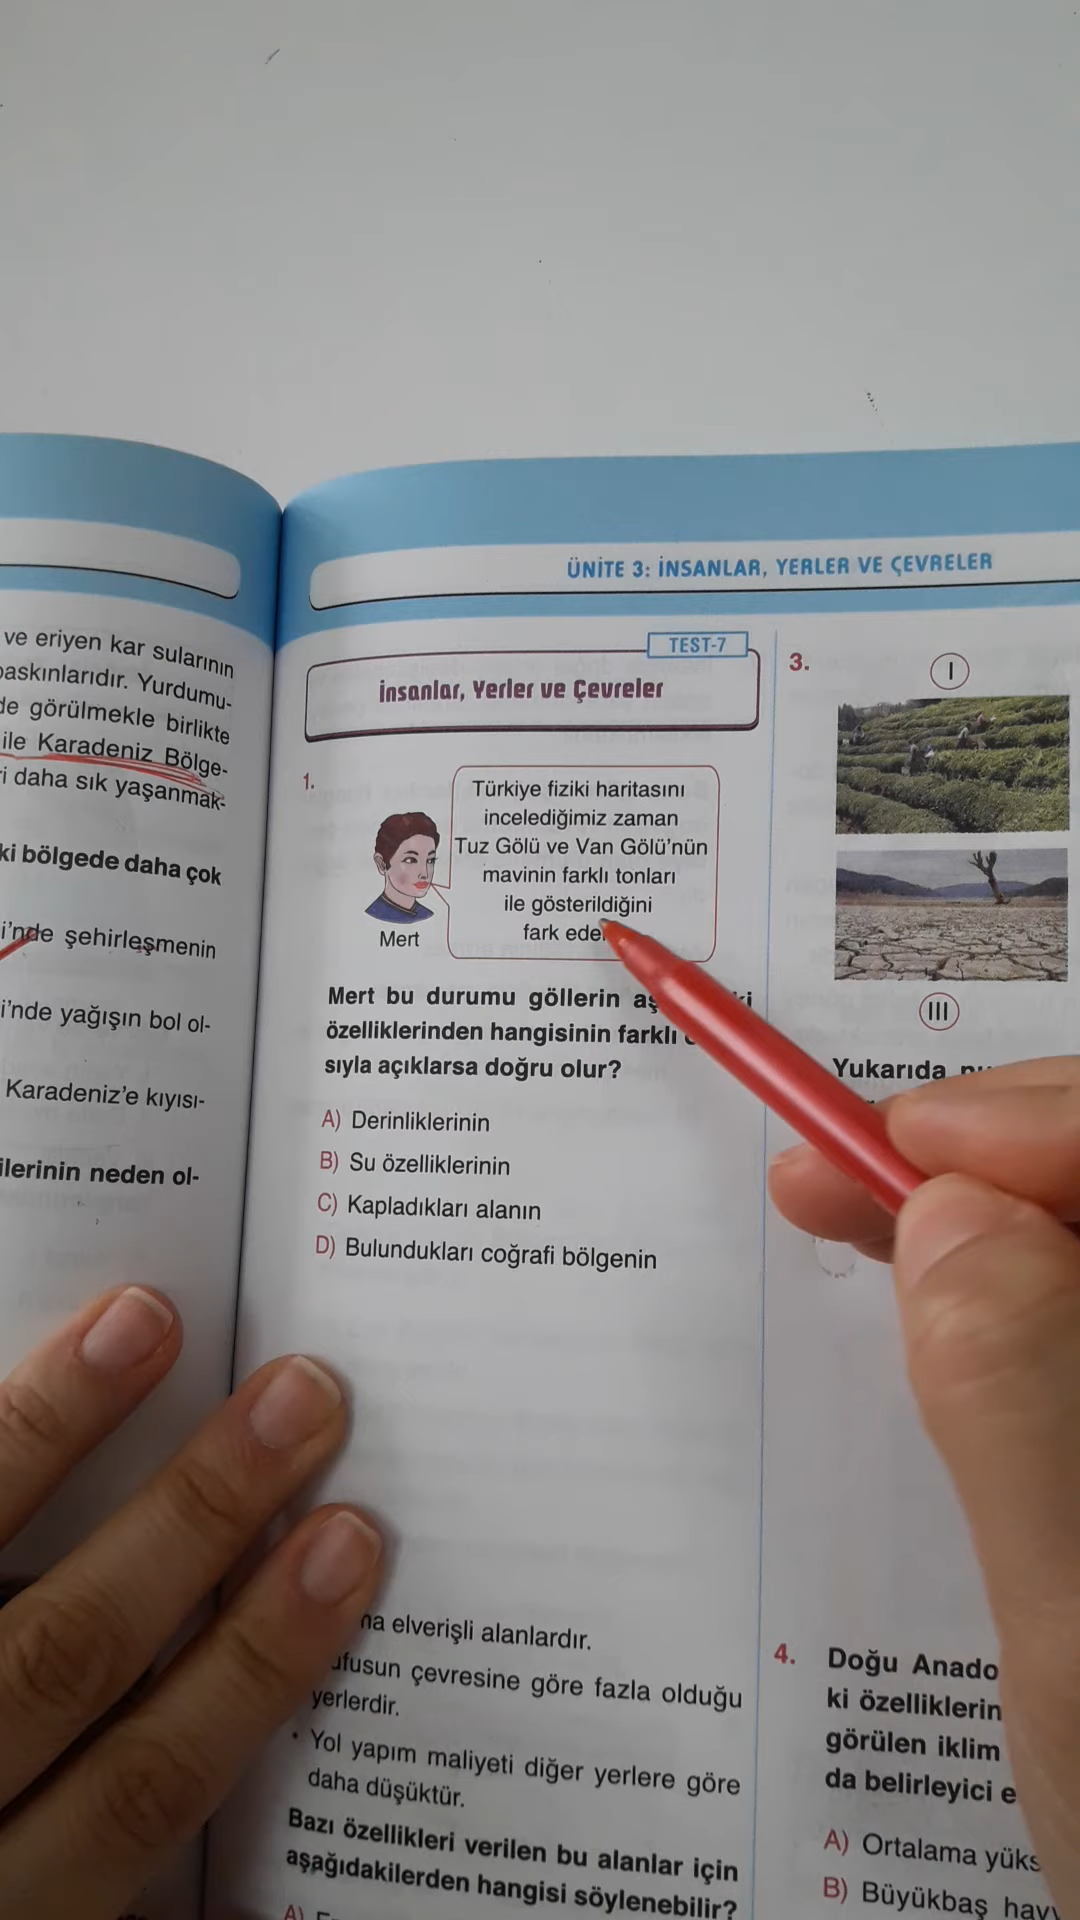 ve eriyen kar sularının
baskınlarıdır. Yurdumu-
de görülmekle birlikte
ile Karadeniz Bölge-
i daha sık yaşanmak-
ki bölgede daha çok
i'nde şehirleşmenin
i'nde yağışın bol ol-
Karadeniz'e kıyısı-
ilerinin neden ol-
ÜNİTE 3: İNSANLAR, YERLER VE ÇEVRELER
TEST-7
İnsanlar, Yerler ve Çevreler
1.
Türkiye fiziki haritasını
incelediğimiz zaman
Tuz Gölü ve Van Gölü'nün
mavinin farklı tonları
ile gösterildiğini
fark ede
Mert
Mert bu durumu göllerin aş ki
özelliklerinden hangisinin farklı
sıyla açıklarsa doğru olur?
A) Derinliklerinin
B) Su özelliklerinin
C) Kapladıkları alanın
D) Bulundukları coğrafi bölgenin
elverişli alanlardır.
ufusun çevresine göre fazla olduğu
yerlerdir.
• Yol yapım maliyeti diğer yerlere göre
daha düşüktür.
Bazı özellikleri verilen bu alanlar için
aşağıdakilerden hangisi söylenebilir?
A)
3.
I
III
Yukarıda
4. Doğu Anado
ki özelliklerin
görülen iklim
da belirleyici e
A) Ortalama yüks
B) Büyükbaş hay